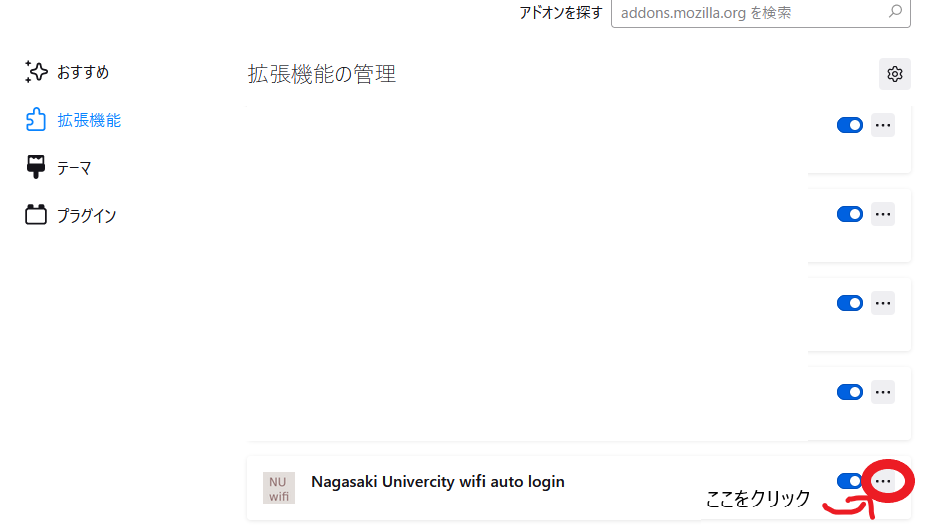 アドオンを探す
addons.mozilla.org を検索
おすすめ
拡張機能の管理
拡張機能
テーマ
プラグイン
NU
wifi
Nagasaki Univercity wifi auto login
ここをクリック